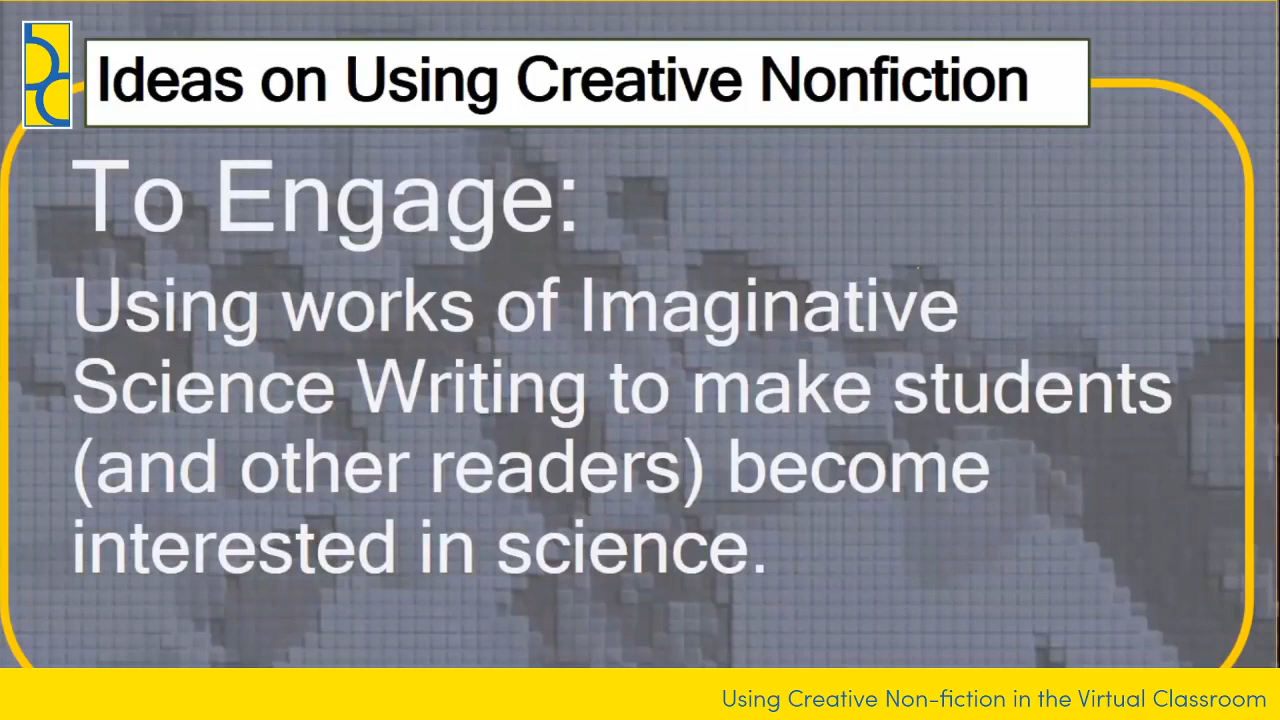 Ideas on Using Creative Nonfiction
To Engage:
Using works of Imaginative
Science Writing to make students
(and other readers) become
interested in science.
Using Creative Non-fiction in the Virtual Classroom